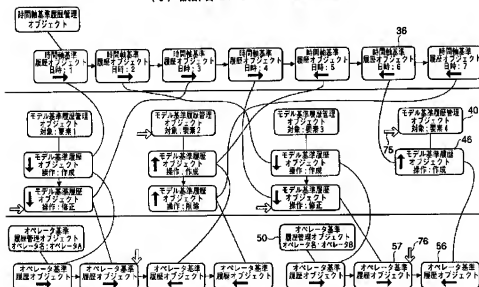 時間軸基準履歴管理
オブジェクト
時間軸基準
履歴オブジェクト
日時:1
時間軸基準
履歴オブジェクト
日時:2
時間軸基準
履歴オブジェクト
日時:3
時間軸基準
履歴オブジェクト
日時:4
時間軸基準
履歴オブジェクト
日時:5
時間軸基準
履歴オブジェクト
日時:6
時間軸基準
履歴オブジェクト
日時:7
36
モデル基準履歴管理
オブジェクト
対象:要素1
モデル基準履歴
オブジェクト
操作:作成
モデル基準履歴
オブジェクト
操作:修正
モデル基準履歴管理
オブジェクト
対象:要素2
モデル基準履歴
オブジェクト
操作:作成
モデル基準履歴
オブジェクト
操作:削除
モデル基準履歴管理
オブジェクト
対象:要素3
モデル基準履歴
オブジェクト
操作:作成
モデル基準履歴
オブジェクト
操作:修正
モデル基準履歴管理
オブジェクト
対象:要素4
40
75
46
モデル基準履歴
オブジェクト
操作:作成
オペレータ基準
履歴管理オブジェクト
オペレータ名:オペレータA
50
オペレータ基準
履歴管理オブジェクト
オペレータ名:オペレータB
57
76
56
オペレータ基準
履歴オブジェクト
オペレータ基準
履歴オブジェクト
オペレータ基準
履歴オブジェクト
オペレータ基準
履歴オブジェクト
オペレータ基準
履歴オブジェクト
オペレータ基準
履歴オブジェクト
オペレータ基準
履歴オブジェクト